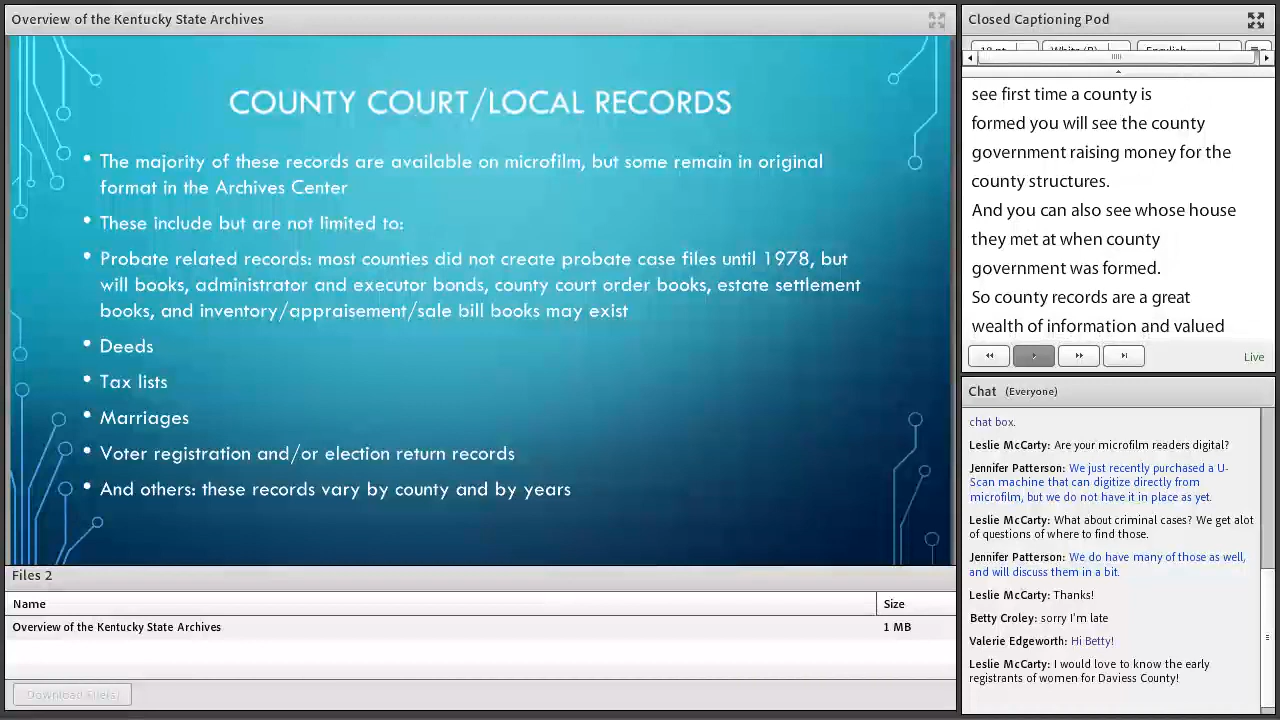 Overview of the Kentucky State Archives
COUNTY COURT/LOCAL RECORDS
• The majority of these records are available on microfilm, but some remain in original
format in the Archives Center
• These include but are not limited to:
• Probate related records: most counties did not create probate case files until 1978, but
will books, administrator and executor bonds, county court order books, estate settlement
books, and inventory/appraisement/sale bill books may exist
• Deeds
• Tax lists
• Marriages
• Voter registration and/or election return records
• And others: these records vary by county and by years
Files 2
Name Size
Overview of the Kentucky State Archives 1 MB
Download File(s)
Closed Captioning Pod
see first time a county is
formed you will see the county
government raising money for the
county structures.
And you can also see whose house
they met at when county
government was formed.
So county records are a great
wealth of information and valued
Live
Chat (Everyone)
chat box.
Leslie McCarty: Are your microfilm readers digital?
Jennifer Patterson: We just recently purchased a U-
Scan machine that can digitize directly from
microfilm, but we do not have it in place as yet.
Leslie McCarty: What about criminal cases? We get alot
of questions of where to find those.
Jennifer Patterson: We do have many of those as well,
and will discuss them in a bit.
Leslie McCarty: Thanks!
Betty Croley: sorry I'm late
Valerie Edgeworth: Hi Betty!
Leslie McCarty: I would love to know the early
registrants of women for Daviess County!